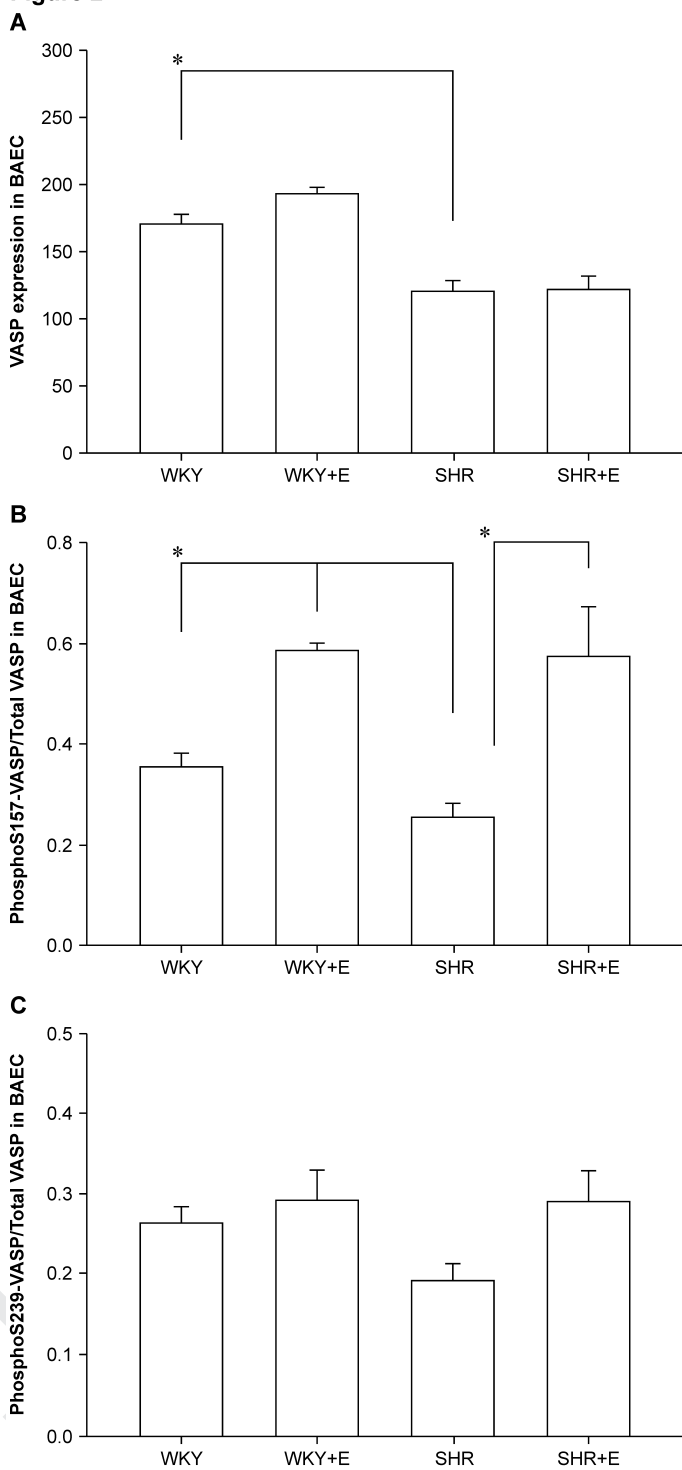 A
VASP expression in BAEC
300
250
200
150
100
50
0
*
WKY
WKY+E
SHR
SHR+E
B
PhosphoS157-VASP/Total VASP in BAEC
0.8
0.6
0.4
0.2
0.0
*
*
WKY
WKY+E
SHR
SHR+E
C
PhosphoS239-VASP/Total VASP in BAEC
0.5
0.4
0.3
0.2
0.1
0.0
WKY
WKY+E
SHR
SHR+E